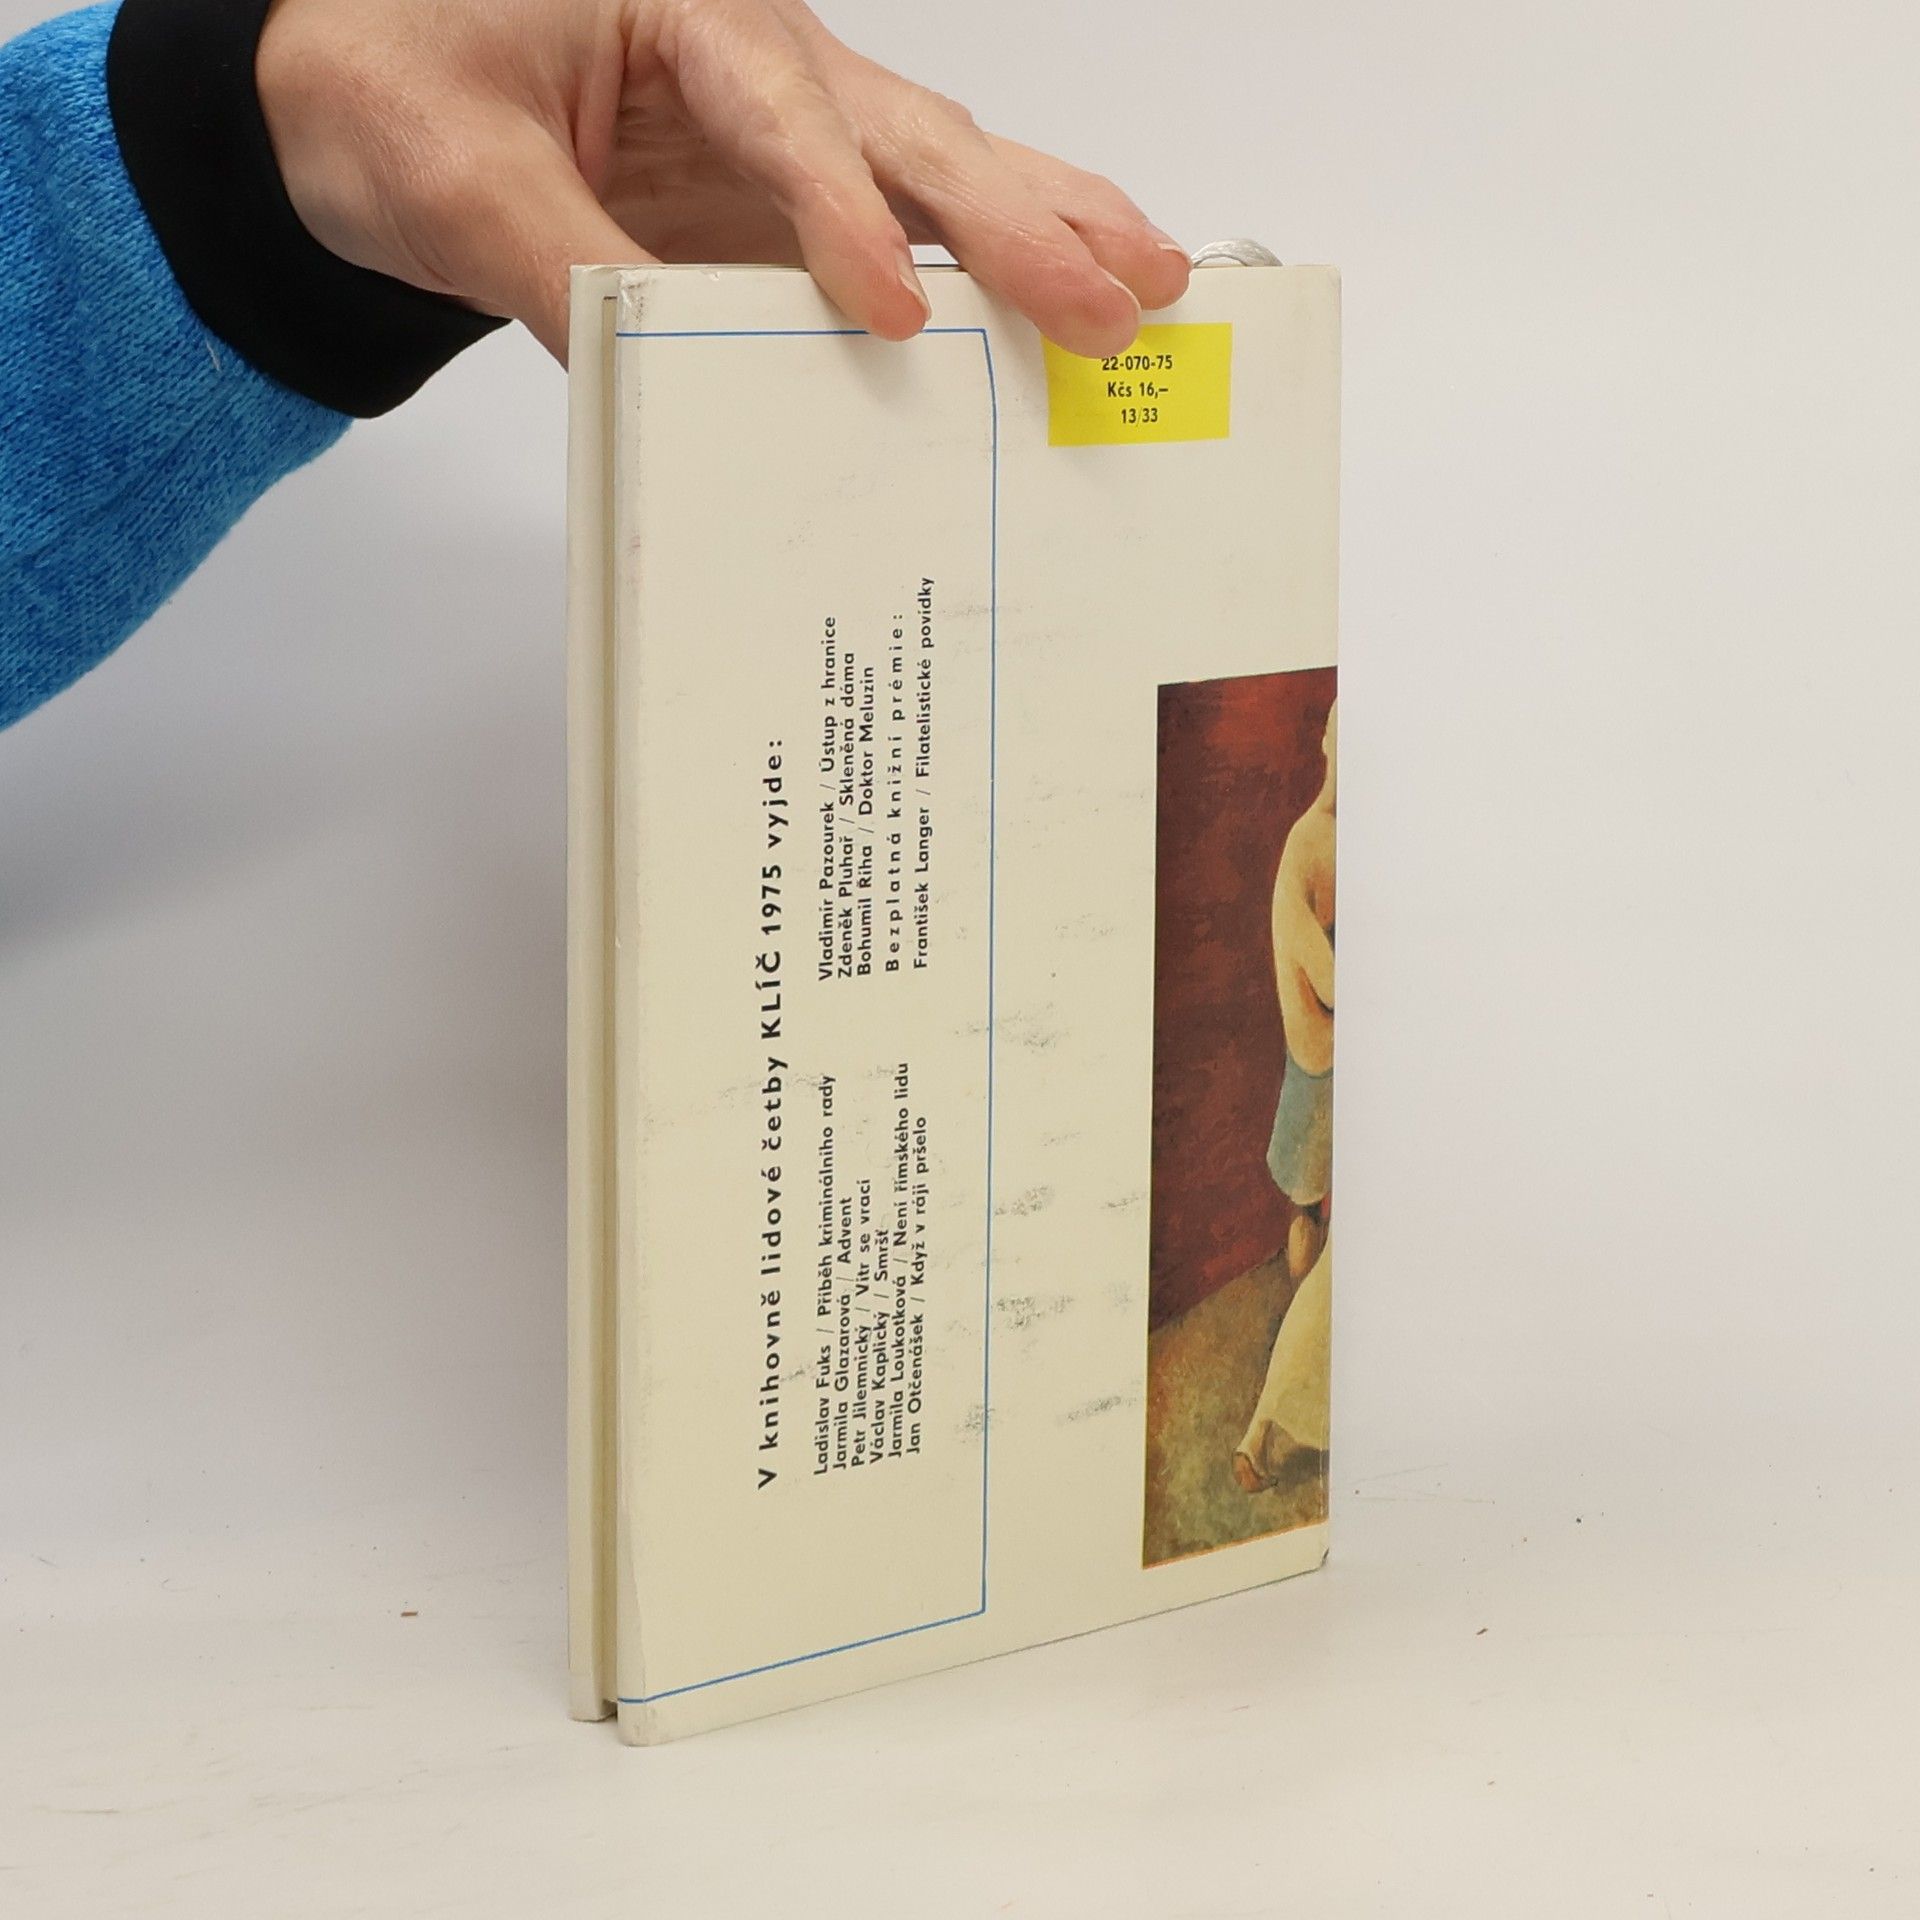 22-070-75
Kčs 16,–
13/33
V knihovně lidové četby KLÍČ 1975 vyjde:
Ladislav Fuks / Příběh kriminálního rady
Jarmila Glazarová / Advent
Petr Jilemnický / Vítr se vrací
Václav Kaplický / Smršť
Jarmila Loukotková / Není římského lidu
Jan Otčenášek / Když v ráji pršelo
Vladimír Pazourek / Ústup z hranice
Zdeněk Pluhař / Skleněná dáma
Bohumil Říha / Doktor Meluzin
Bezplatná knižní prémie:
František Langer / Filatelistické povídky